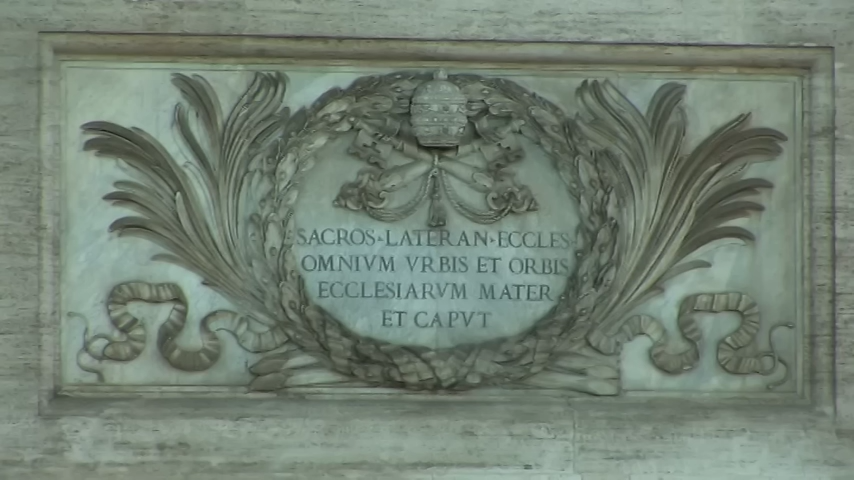 SACROS·LATERAN·ECCLES
OMNIVM VRBIS ET ORBIS
ECCLESIARVM MATER
ET CAPVT